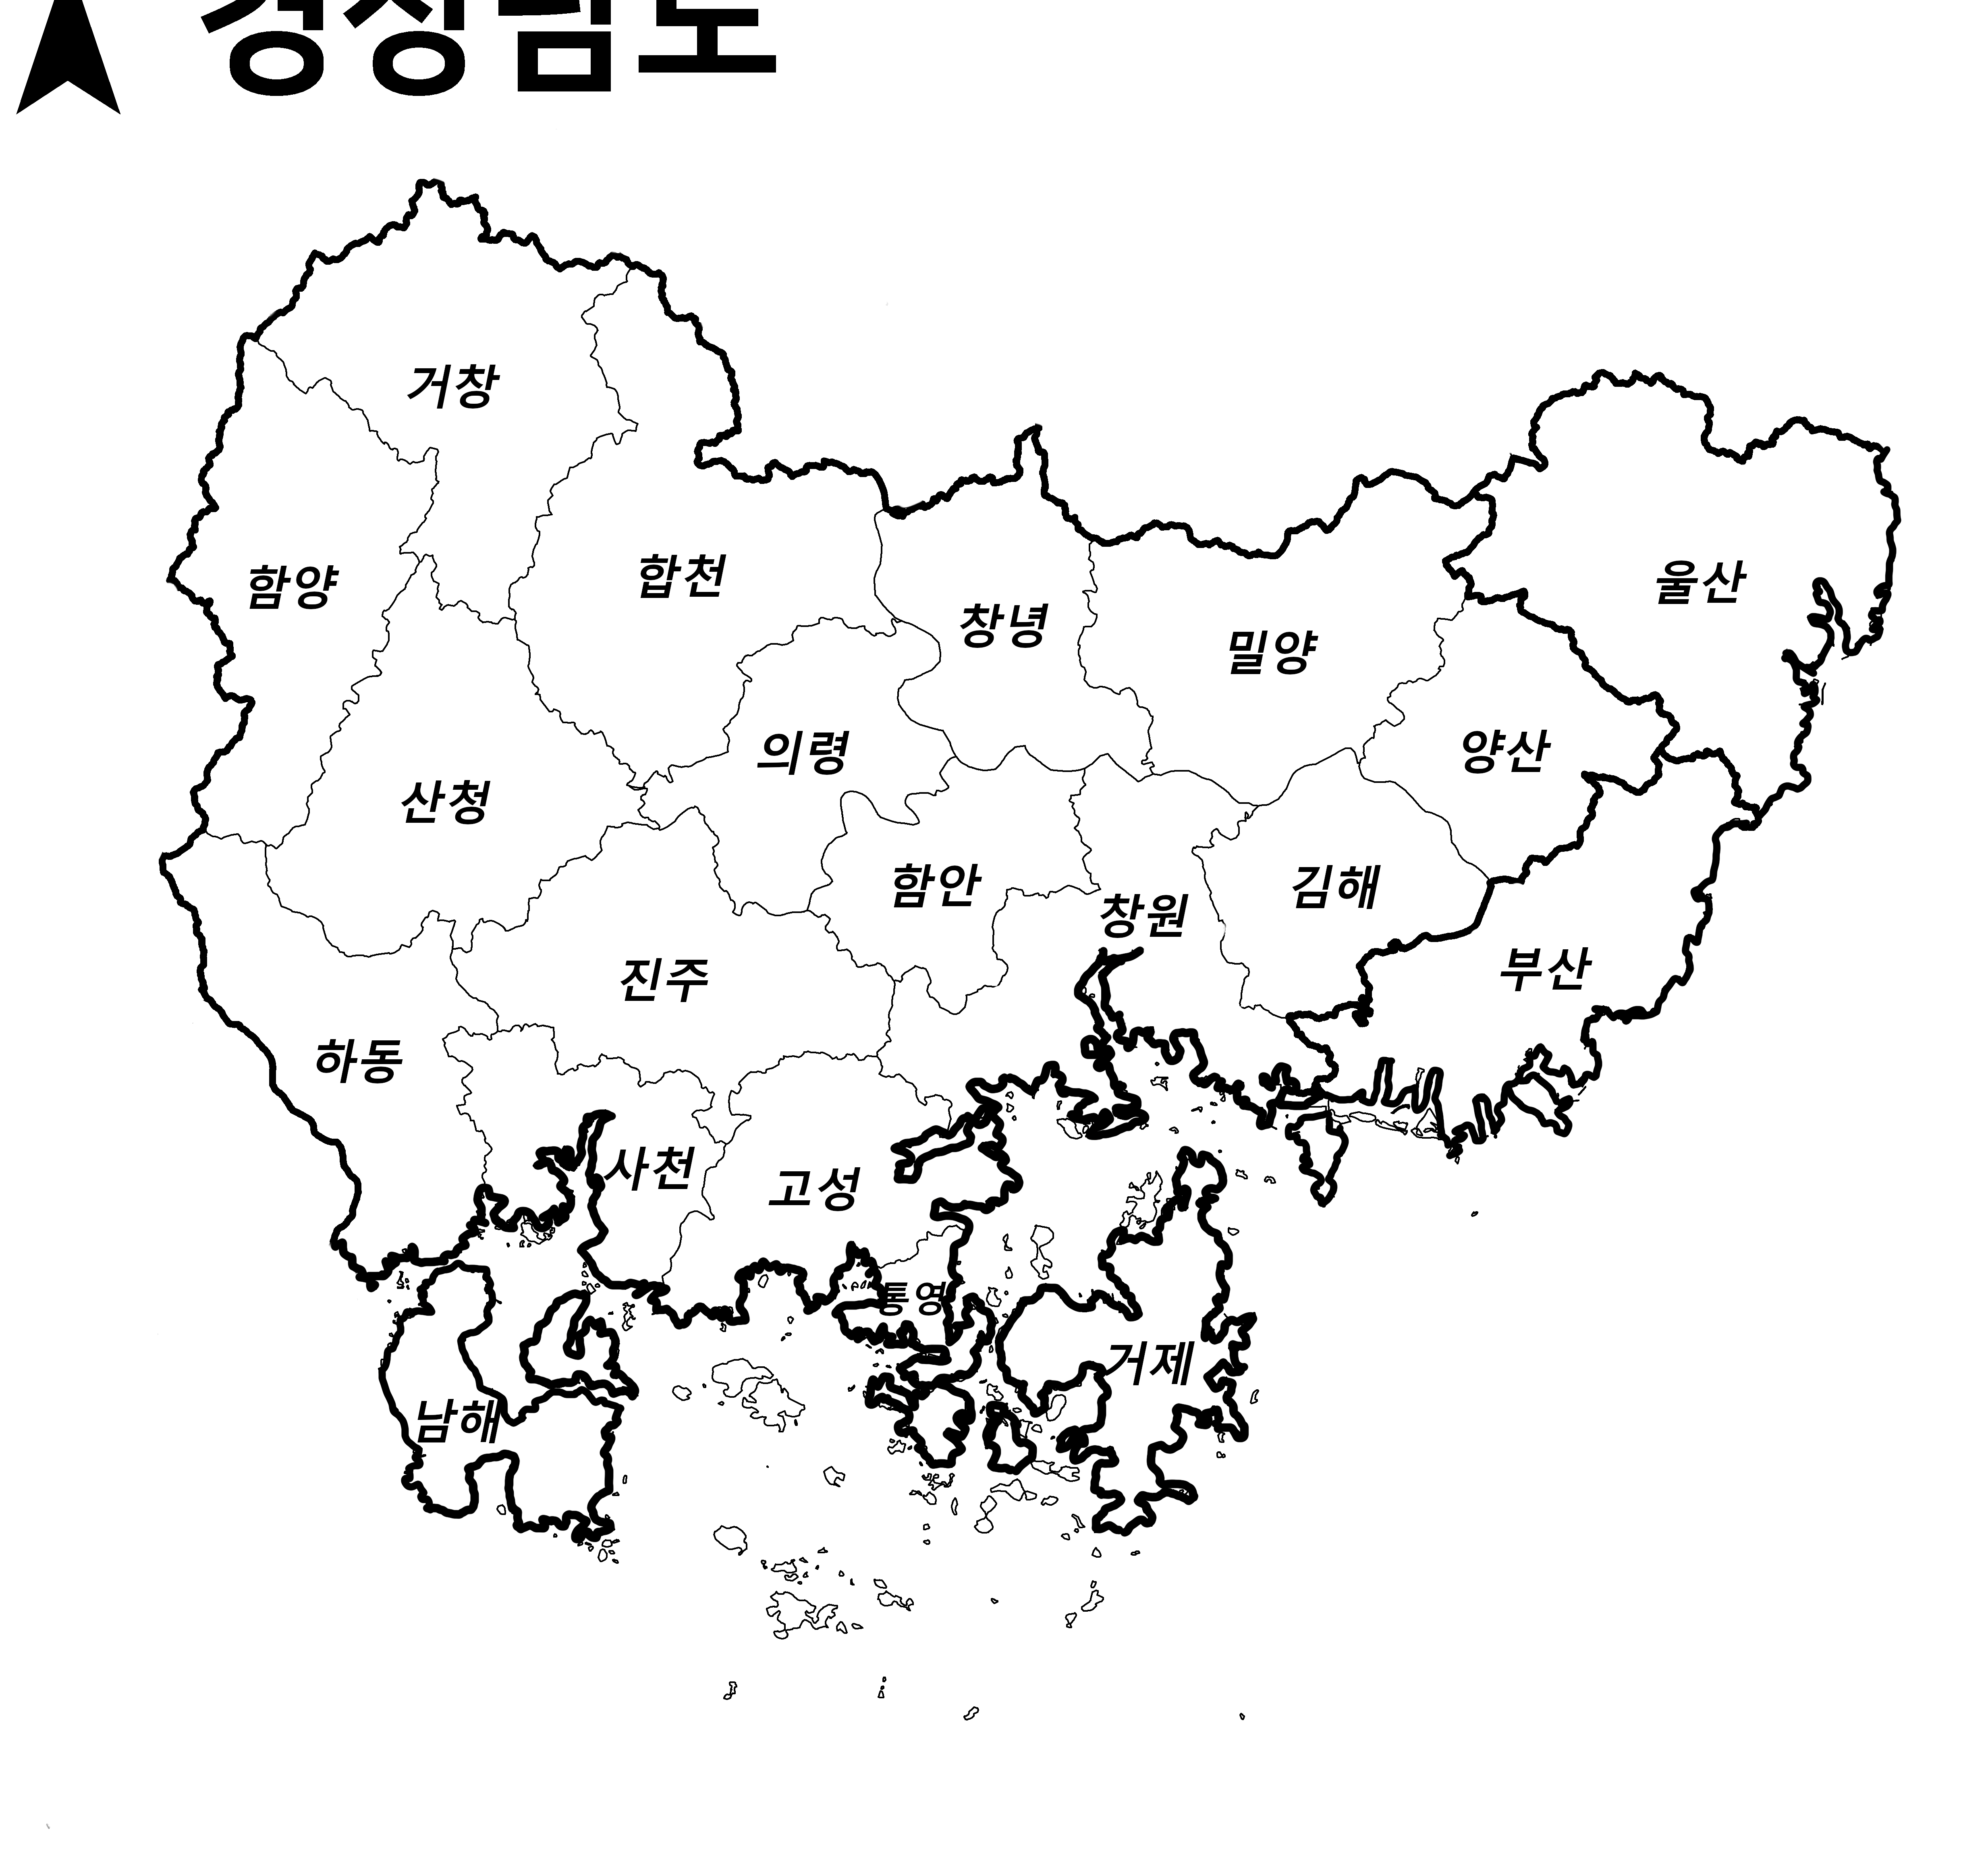 경상남도
거창
함양
합천
울산
창녕
밀양
의령
양산
산청
함안
김해
창원
부산
진주
하동
사천
고성
통영
거제
남해